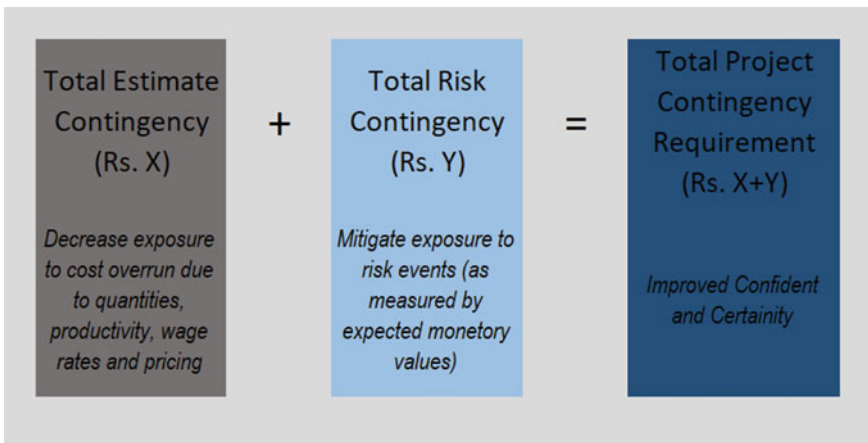 Total Estimate
Contingency
(Rs. X)
Decrease exposure
to cost overrun due
to quantities,
productivity, wage
rates and pricing
+
Total Risk
Contingency
(Rs. Y)
Mitigate exposure to
risk events (as
measured by
expected monetory
values)
=
Total Project
Contingency
Requirement
(Rs. X+Y)
Improved Confident
and Certainity